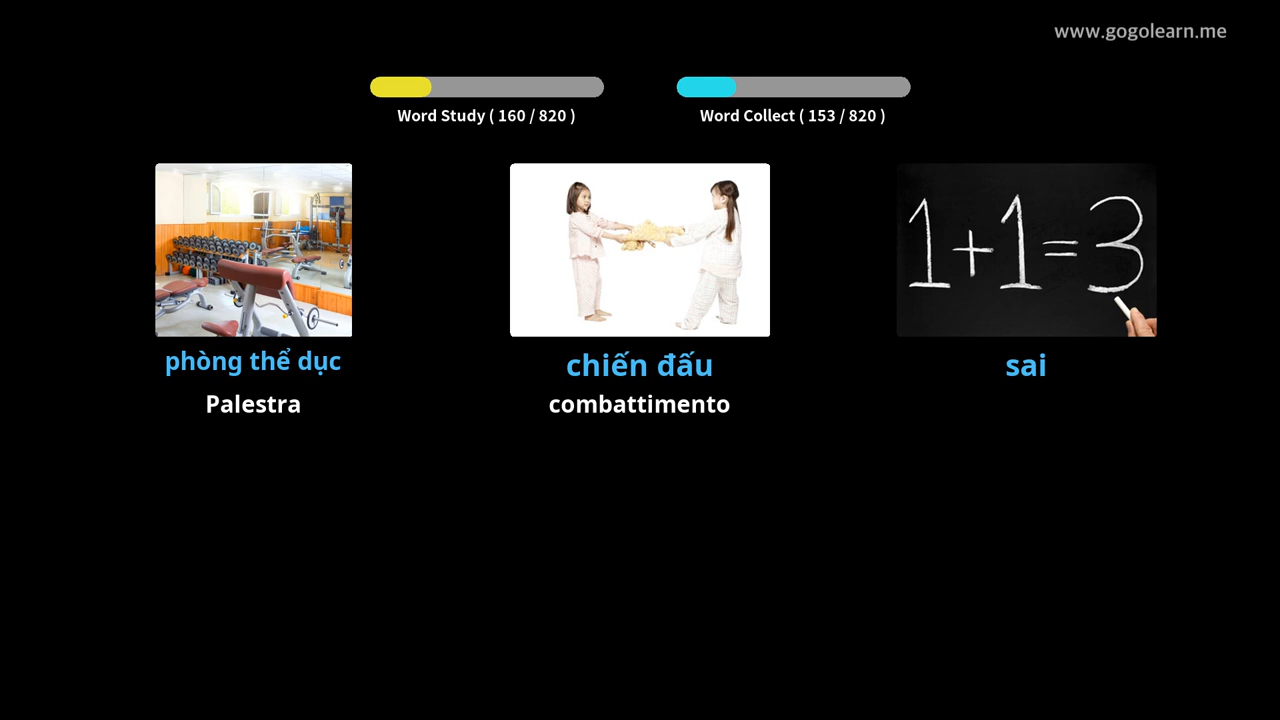 www.gogolearn.me
Word Study ( 160 / 820 )
Word Collect ( 153 / 820 )
1+1=3
phòng thể dục
chiến đấu
sai
Palestra
combattimento